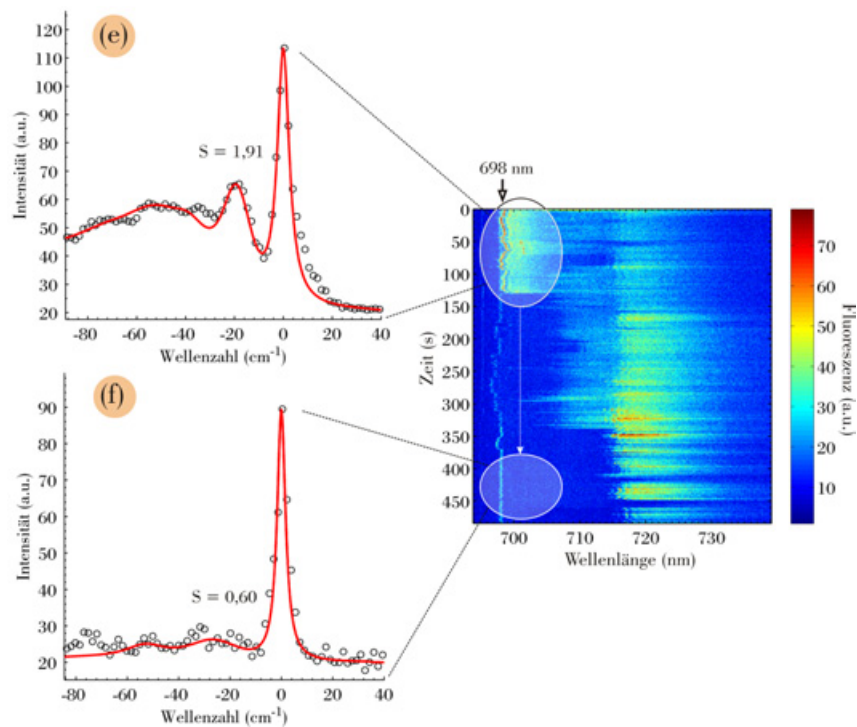 (e)
120
110
100
90
80
70
60
50
40
30
20
Intensität (a.u.)
S = 1,91
-80 -60 -40 -20 0 20 40
Wellenzahl (cm-1)
(f)
90
80
70
60
50
40
30
20
Intensität (a.u.)
S = 0,60
-80 -60 -40 -20 0 20 40
Wellenzahl (cm-1)
698 nm
0
50
100
150
200
250
300
350
400
450
Zeit (s)
700 710 720 730
Wellenlänge (nm)
70
60
50
40
30
20
10
Fluoreszenz (a.u.)